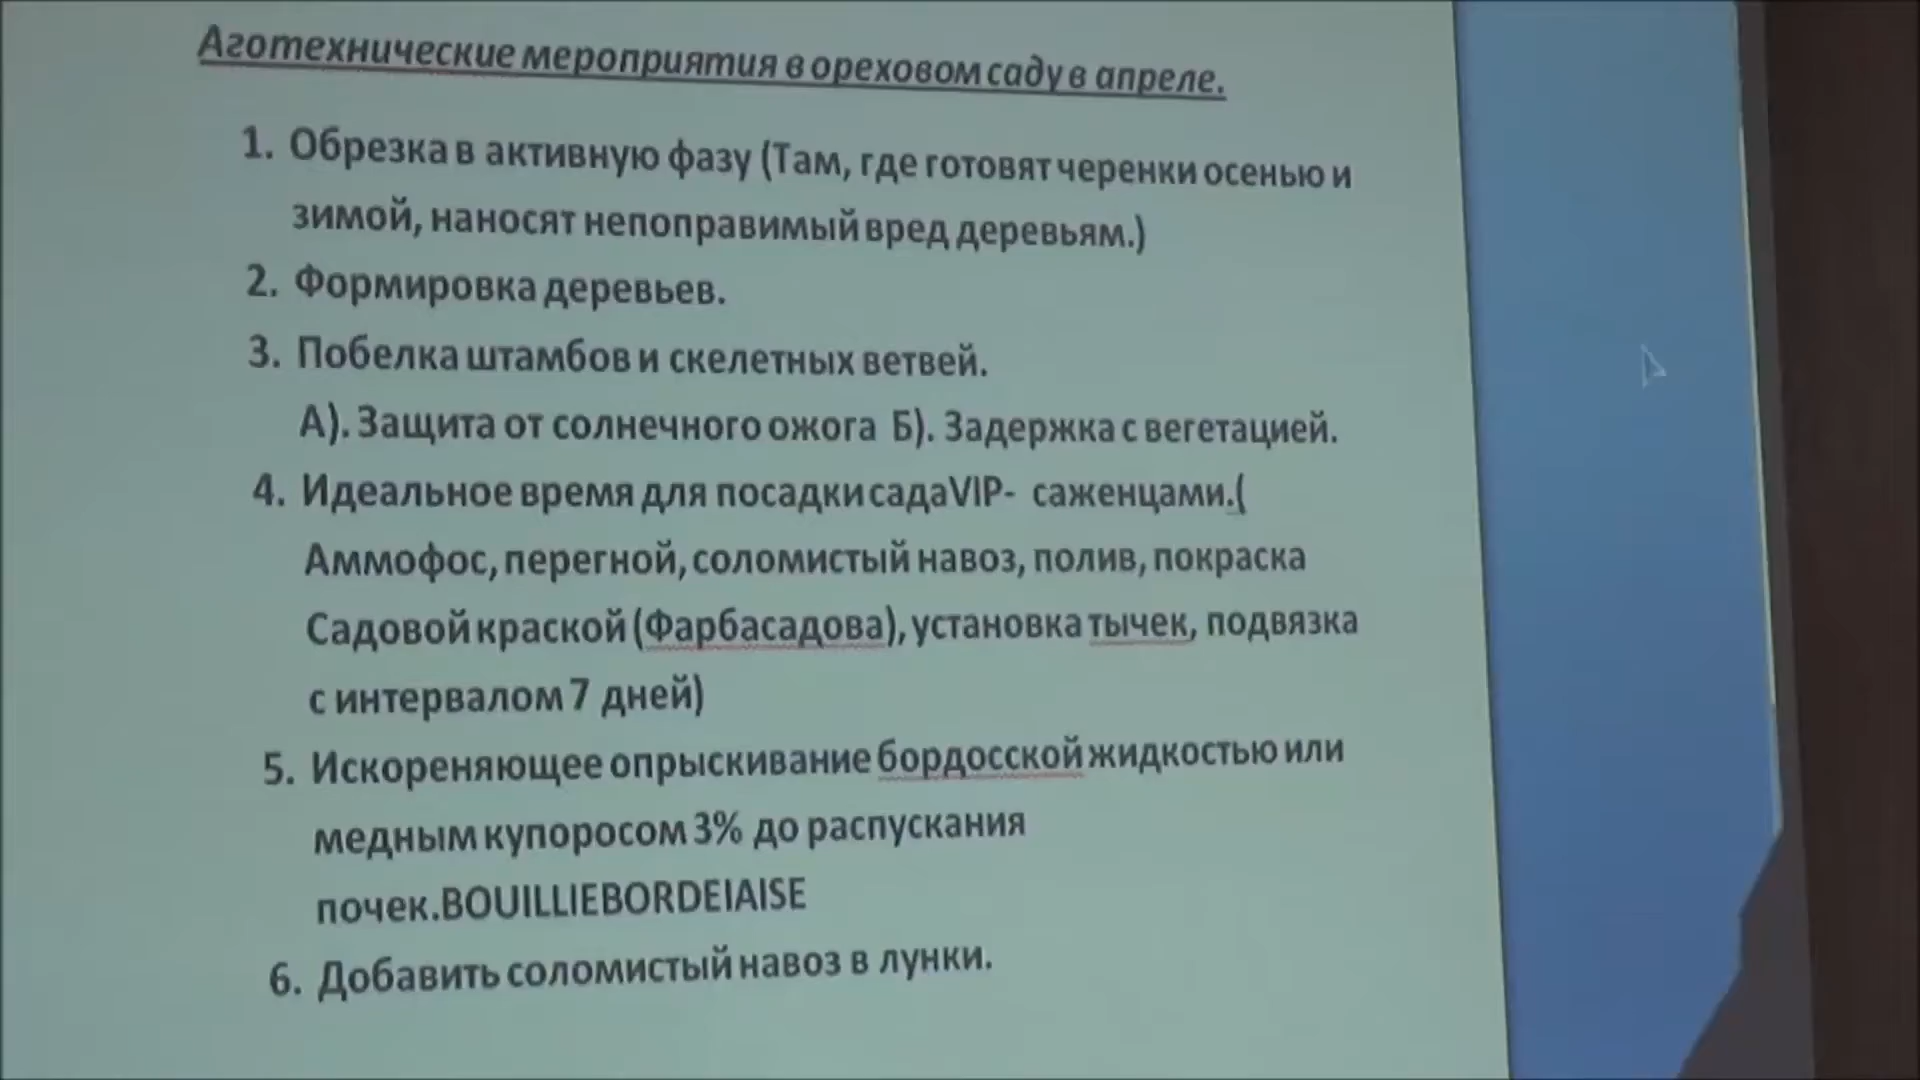 Аготехнические мероприятия в ореховом саду в апреле.
1. Обрезка в активную фазу (Там, где готовят черенки осенью и
зимой, наносят непоправимый вред деревьям.)
2. Формировка деревьев.
3. Побелка штамбов и скелетных ветвей.
А). Защита от солнечного ожога Б). Задержка с вегетацией.
4. Идеальное время для посадки садаVIP- саженцами.(
Аммофос, перегной, соломистый навоз, полив, покраска
Садовой краской (Фарбасадова), установка тычек, подвязка
с интервалом 7 дней)
5. Искореняющее опрыскивание бордосской жидкостью или
медным купоросом 3% до распускания
почек.BOUILLIEBORDEIAISE
6. Добавить соломистый навоз в лунки.